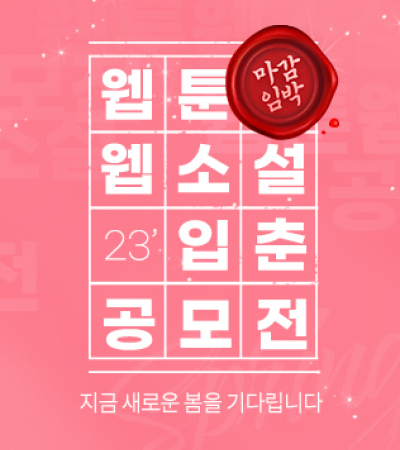 웹툰
마감
임박
웹소설
23’ 입춘
공모전
지금 새로운 봄을 기다립니다